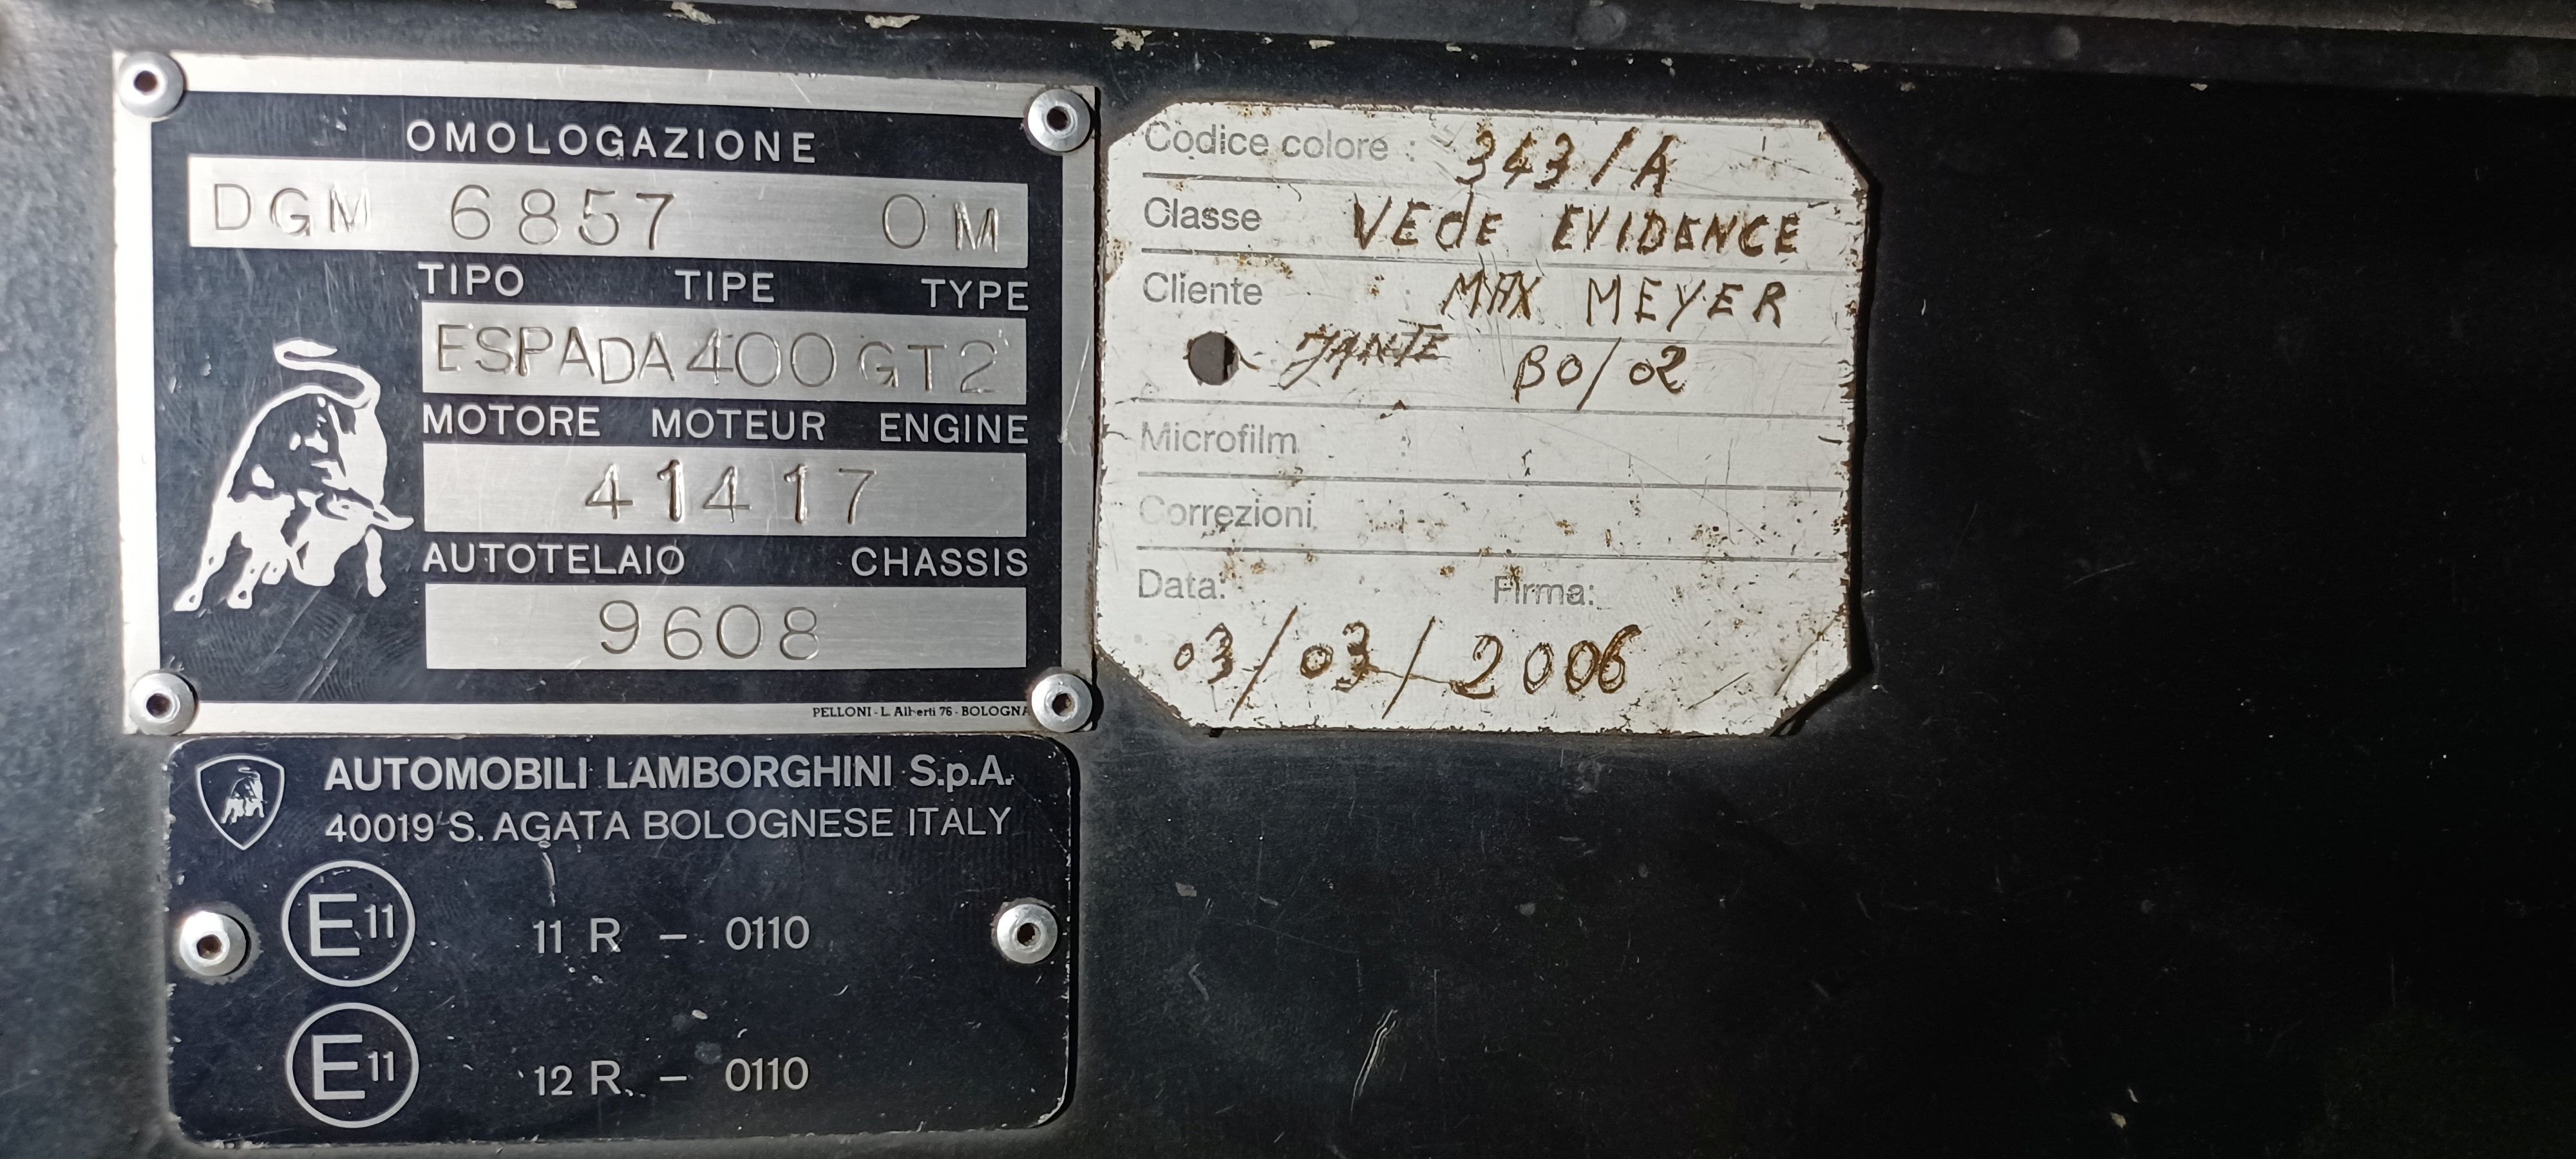 OMOLOGAZIONE
DGM 6857 OM
TIPO TIPE TYPE
ESPADA 400 GT2
MOTORE MOTEUR ENGINE
41417
AUTOTELAIO CHASSIS
9608
PELLONI - L. Alberti 76 - BOLOGNA
AUTOMOBILI LAMBORGHINI S.p.A.
40019 S. AGATA BOLOGNESE ITALY
E11 11 R - 0110
E11 12 R - 0110
Codice colore : 343/A
Classe VEdE EVIDENCE
Cliente : MAX MEYER
JANTE BO/02
Microfilm :
Correzioni
Data: Firma:
03/03/2006